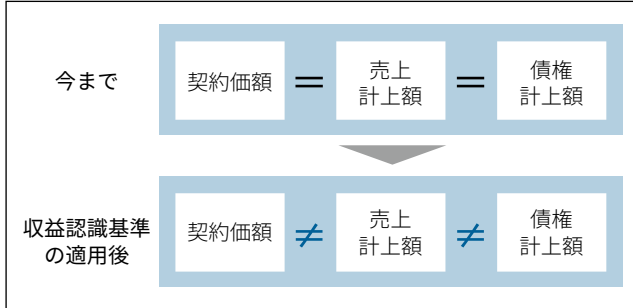 今まで
契約価額 = 売上計上額 = 債権計上額
収益認識基準の適用後
契約価額 ≠ 売上計上額 ≠ 債権計上額